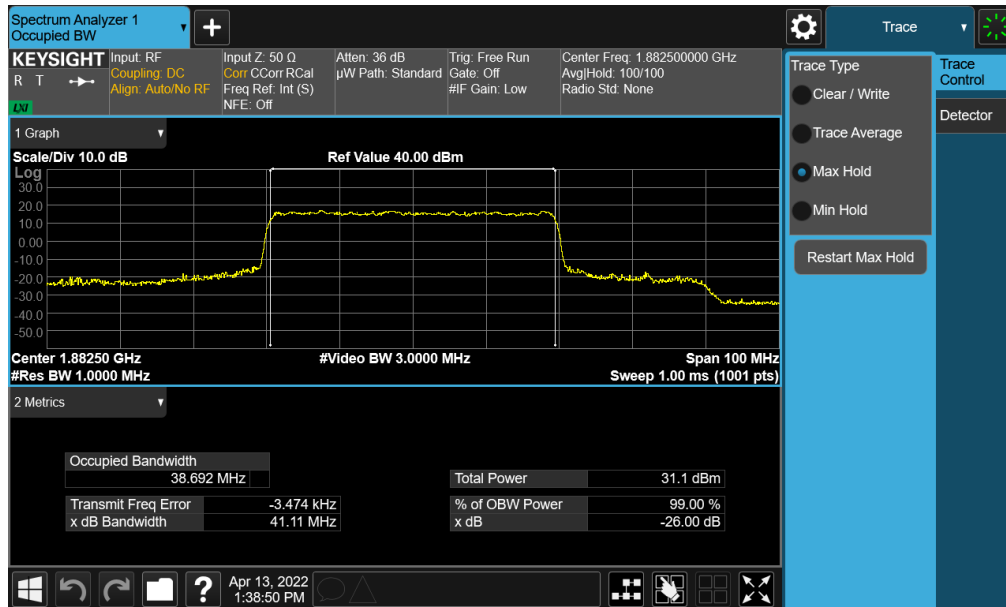 Spectrum Analyzer 1
Occupied BW
▼
+
Trace
▼
KEYSIGHT
R T
LXI
Input: RF
Coupling: DC
Align: Auto/No RF
Input Z: 50 Ω
Corr CCorr RCal
Freq Ref: Int (S)
NFE: Off
Atten: 36 dB
µW Path: Standard
Trig: Free Run
Gate: Off
#IF Gain: Low
Center Freq: 1.882500000 GHz
Avg|Hold: 100/100
Radio Std: None
1 Graph
▼
Scale/Div 10.0 dB
Ref Value 40.00 dBm
Log
30.0
20.0
10.0
0.00
-10.0
-20.0
-30.0
-40.0
-50.0
Center 1.88250 GHz
#Video BW 3.0000 MHz
Span 100 MHz
#Res BW 1.0000 MHz
Sweep 1.00 ms (1001 pts)
2 Metrics
▼
Occupied Bandwidth
38.692 MHz
Total Power 31.1 dBm
Transmit Freq Error -3.474 kHz
% of OBW Power 99.00 %
x dB Bandwidth 41.11 MHz
x dB -26.00 dB
Trace Type
Clear / Write
Trace Average
Max Hold
Min Hold
Restart Max Hold
Trace
Control
Detector
?
Apr 13, 2022
1:38:50 PM